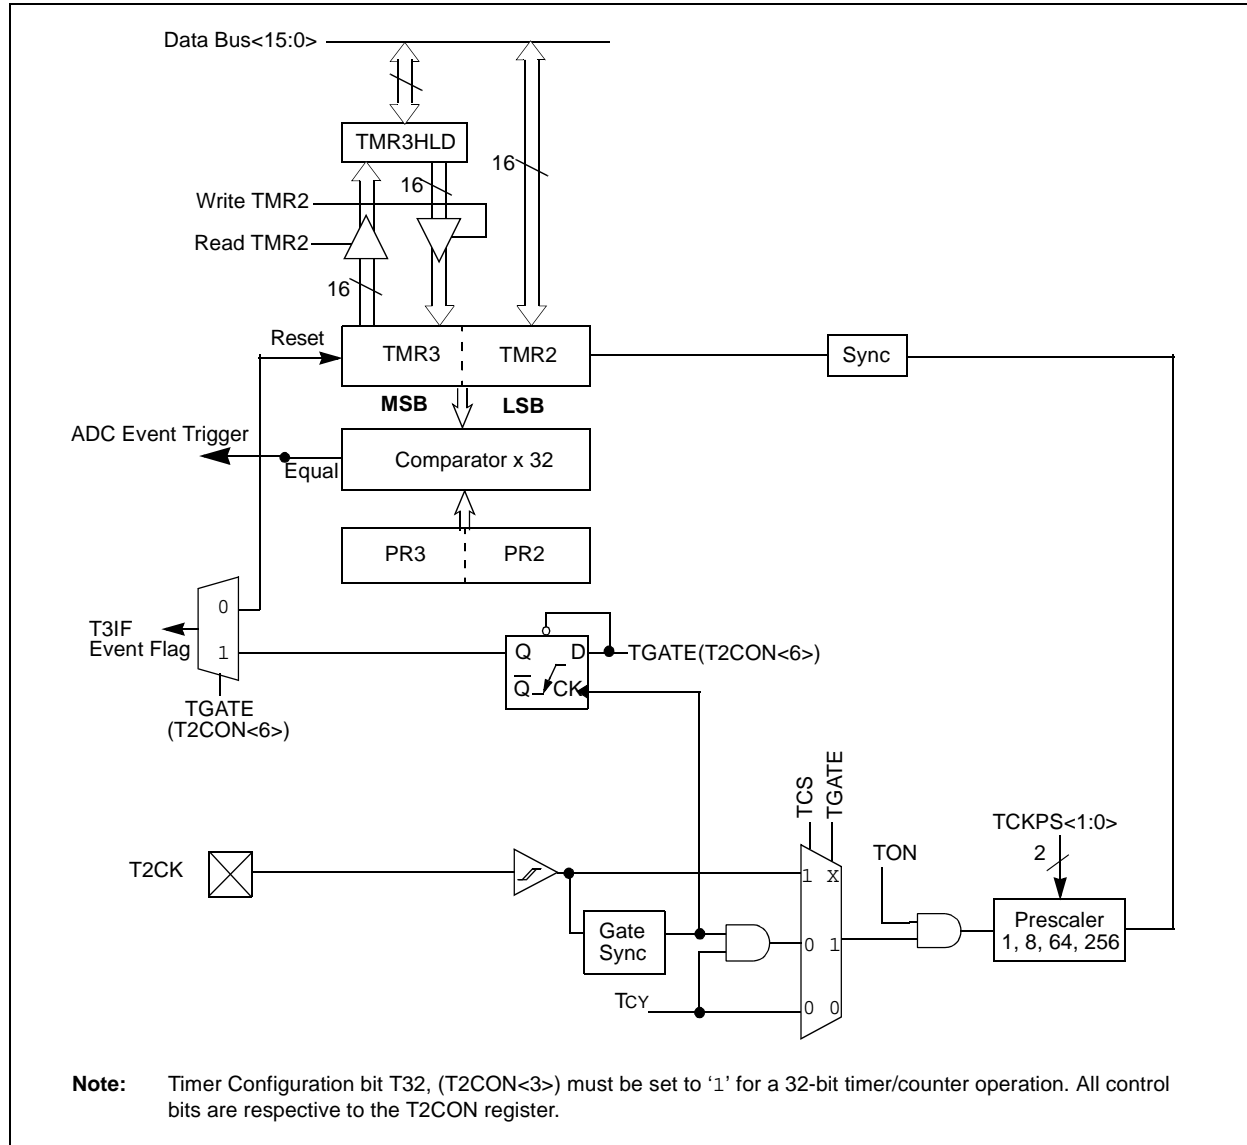 Data Bus<15:0>
TMR3HLD
16
16
Write TMR2
Read TMR2
16
Reset
TMR3
TMR2
Sync
MSB
LSB
ADC Event Trigger
Equal
Comparator x 32
PR3
PR2
0
T3IF
Event Flag
1
Q
D
TGATE(T2CON<6>)
Q
CK
TGATE
(T2CON<6>)
TCS
TGATE
TCKPS<1:0>
2
TON
T2CK
1 X
Prescaler
1, 8, 64, 256
Gate
Sync
0 1
TCY
0 0
Note: Timer Configuration bit T32, (T2CON<3>) must be set to ‘1’ for a 32-bit timer/counter operation. All control
bits are respective to the T2CON register.